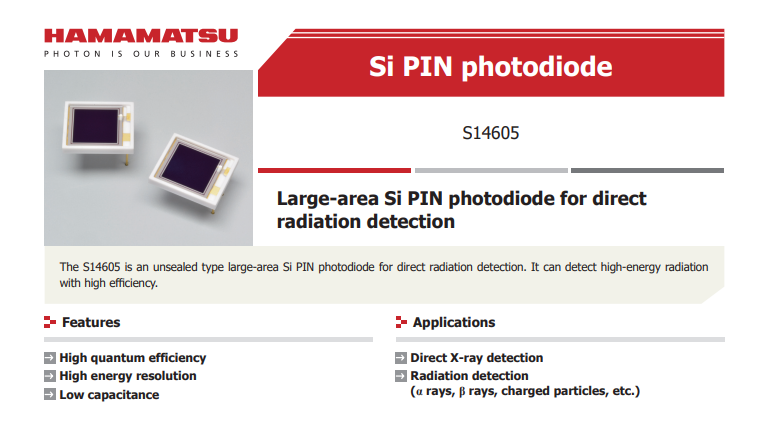 HAMAMATSU
PHOTON IS OUR BUSINESS
Si PIN photodiode
S14605
Large-area Si PIN photodiode for direct
radiation detection
The S14605 is an unsealed type large-area Si PIN photodiode for direct radiation detection. It can detect high-energy radiation
with high efficiency.
Features
High quantum efficiency
High energy resolution
Low capacitance
Applications
Direct X-ray detection
Radiation detection
(α rays, β rays, charged particles, etc.)